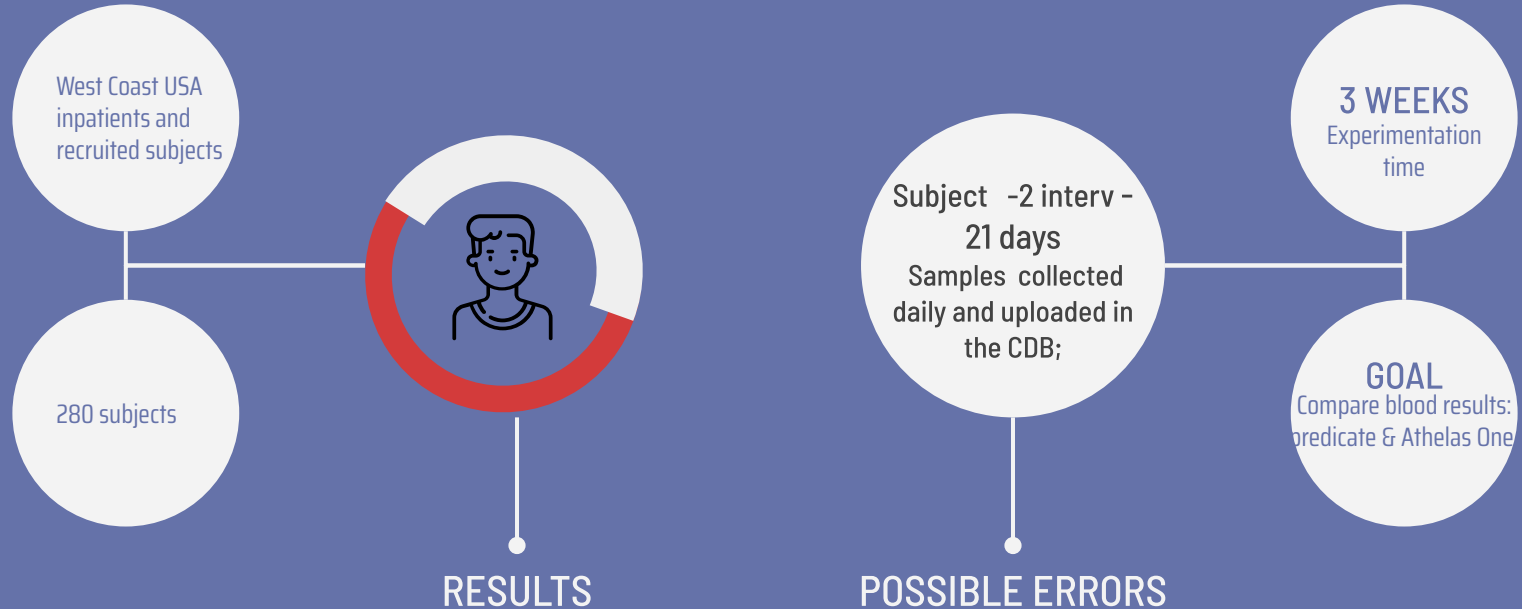 West Coast USA
inpatients and
recruited subjects
280 subjects
RESULTS
Subject -2 interv -
21 days
Samples collected
daily and uploaded in
the CDB;
POSSIBLE ERRORS
3 WEEKS
Experimentation
time
GOAL
Compare blood results:
predicate & Athelas One